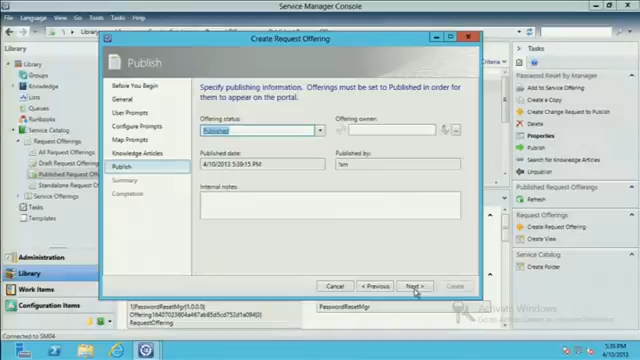 Service Manager Console
File View Go Tasks Tools Help
Library
Library
Groups
Knowledge
Lists
Queues
Runbooks
Service Catalog
Request Offerings
All Request Offerings
Draft Request Offerings
Published Request Offerings
Standalone Request Offerings
Service Offerings
Tasks
Templates
Administration
Library
Work Items
Configuration Items
Connected to SM04
Create Request Offering
Publish
Before You Begin
General
User Prompts
Configure Prompts
Map Prompts
Knowledge Articles
Publish
Summary
Completion
Specify publishing information. Offerings must be set to Published in order for
them to appear on the portal.
Offering status:
Offering owner:
Published
Published date:
Published by:
4/10/2013 5:39:15 PM
Internal notes:
Cancel
< Previous
Next >
Create
Criteria
Tasks
Password Reset by Manager
Add to Service Offering
Create a Copy
Create Change Request to Publish
Delete
Properties
Publish
Search for Knowledge Articles
Unpublish
Published Request Offerings
Refresh
Request Offerings
Create Request Offering
Create View
Service Catalog
Create Folder
PasswordResetMgr
RequestOffering
Activate Windows
5:39 PM
4/10/2013